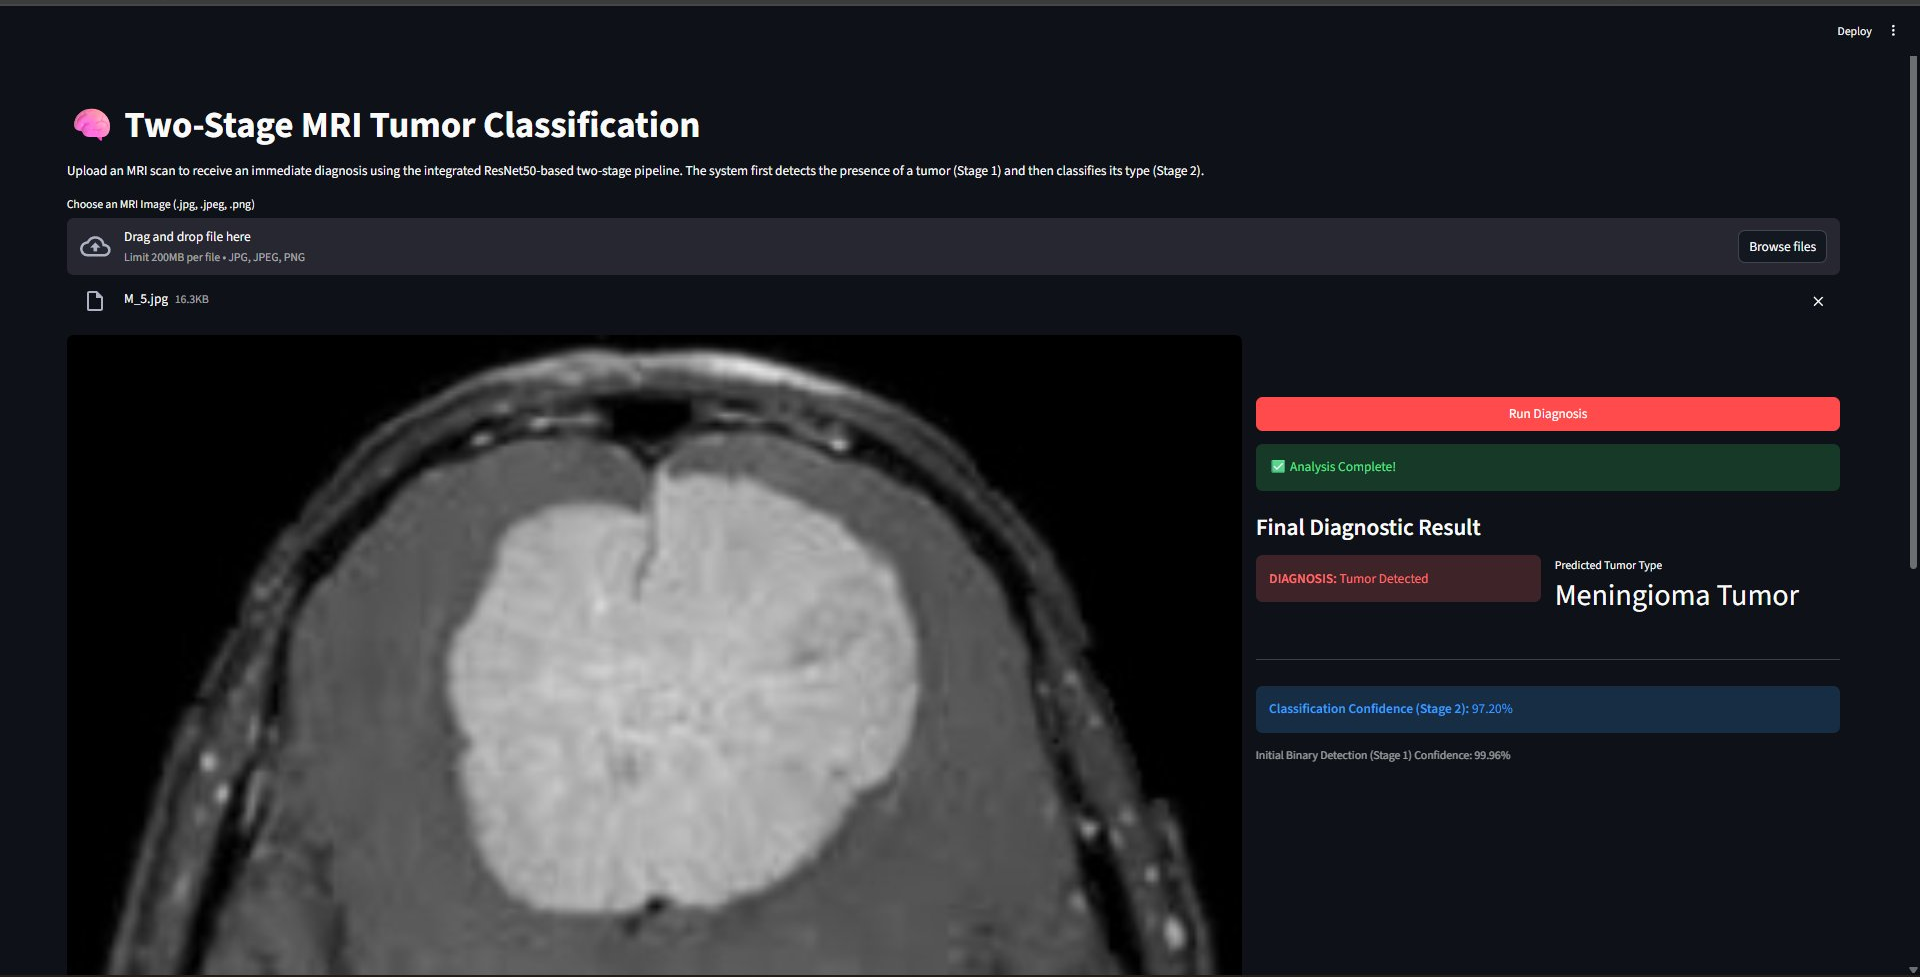 Deploy
Two-Stage MRI Tumor Classification
Upload an MRI scan to receive an immediate diagnosis using the integrated ResNet50-based two-stage pipeline. The system first detects the presence of a tumor (Stage 1) and then classifies its type (Stage 2).
Choose an MRI Image (.jpg, .jpeg, .png)
Drag and drop file here
Limit 200MB per file • JPG, JPEG, PNG
Browse files
M_5.jpg 16.3KB
Run Diagnosis
Analysis Complete!
Final Diagnostic Result
DIAGNOSIS: Tumor Detected
Predicted Tumor Type
Meningioma Tumor
Classification Confidence (Stage 2): 97.20%
Initial Binary Detection (Stage 1) Confidence: 99.96%